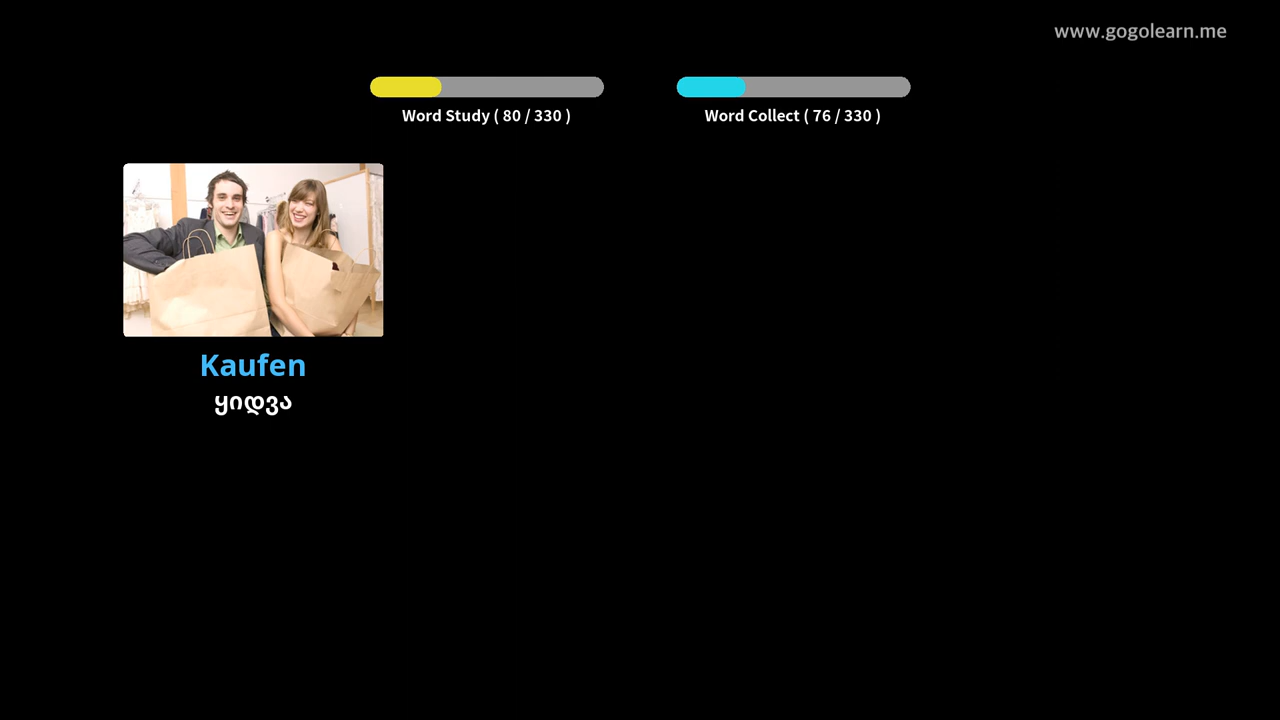 www.gogolearn.me
Word Study ( 80 / 330 )
Word Collect ( 76 / 330 )
Kaufen
ყიდვა